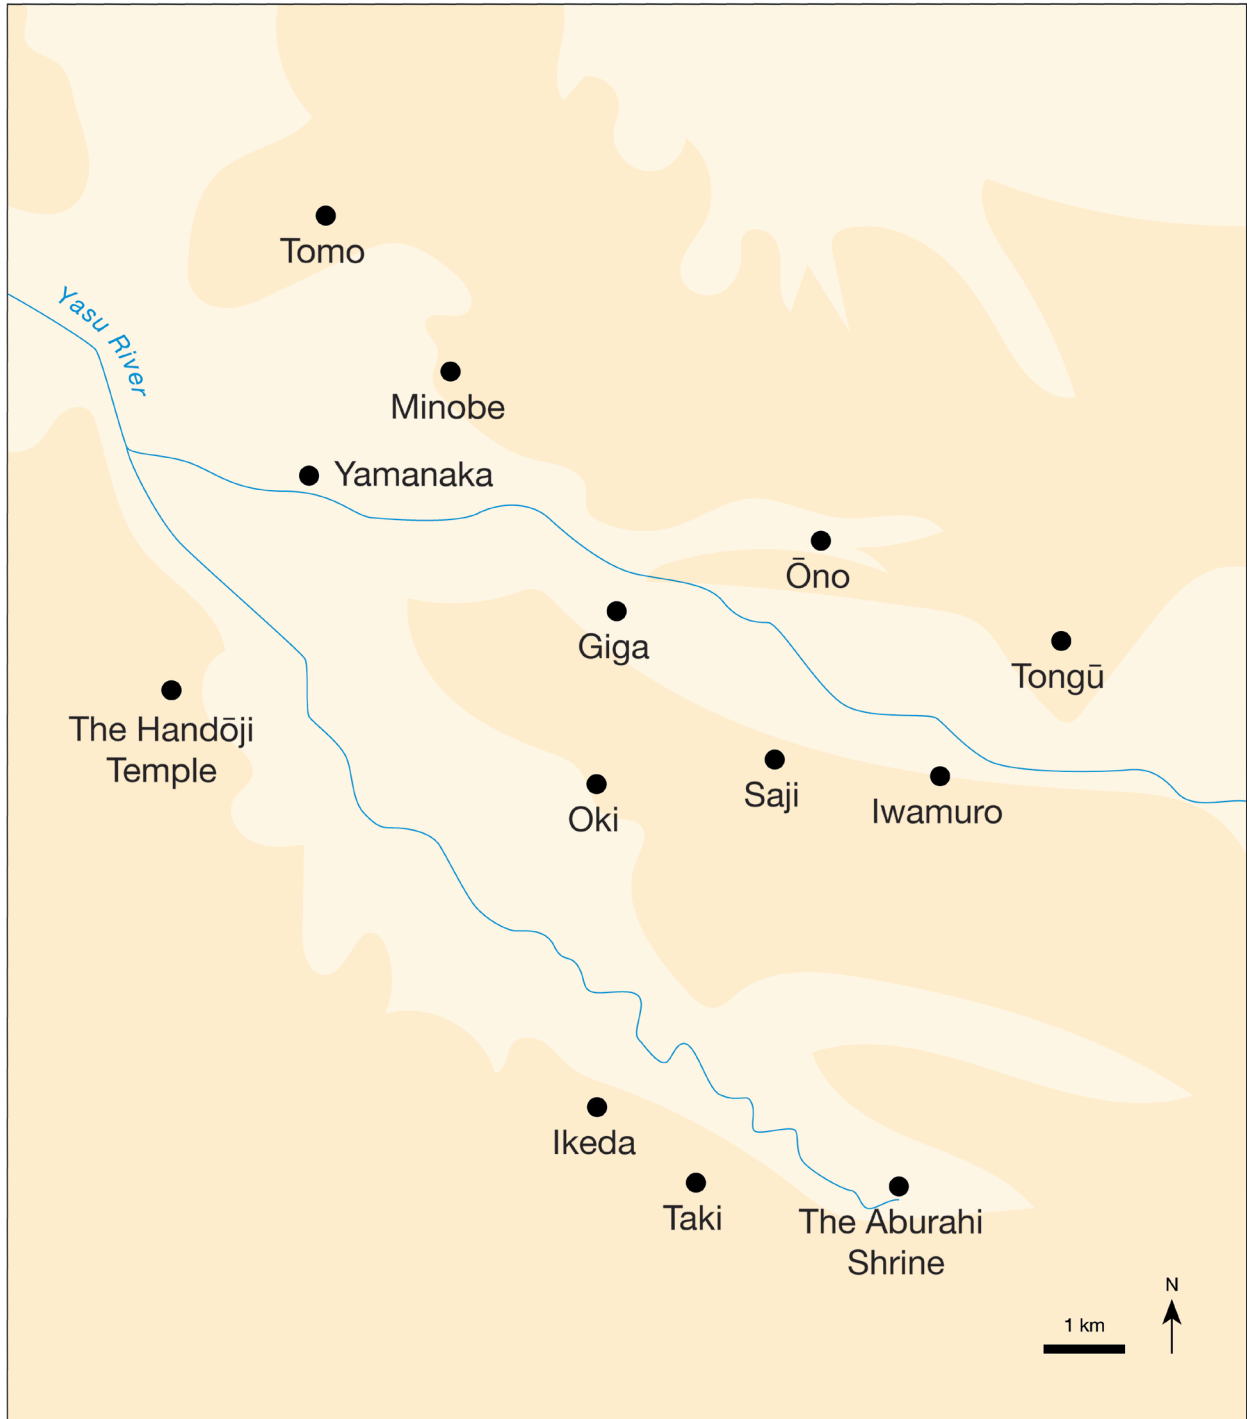 Tomo
Yasu River
Minobe
Yamanaka
Ōno
Giga
Tongū
The Handōji
Temple
Saji
Iwamuro
Oki
Ikeda
Taki
The Aburahi
Shrine
N
1 km